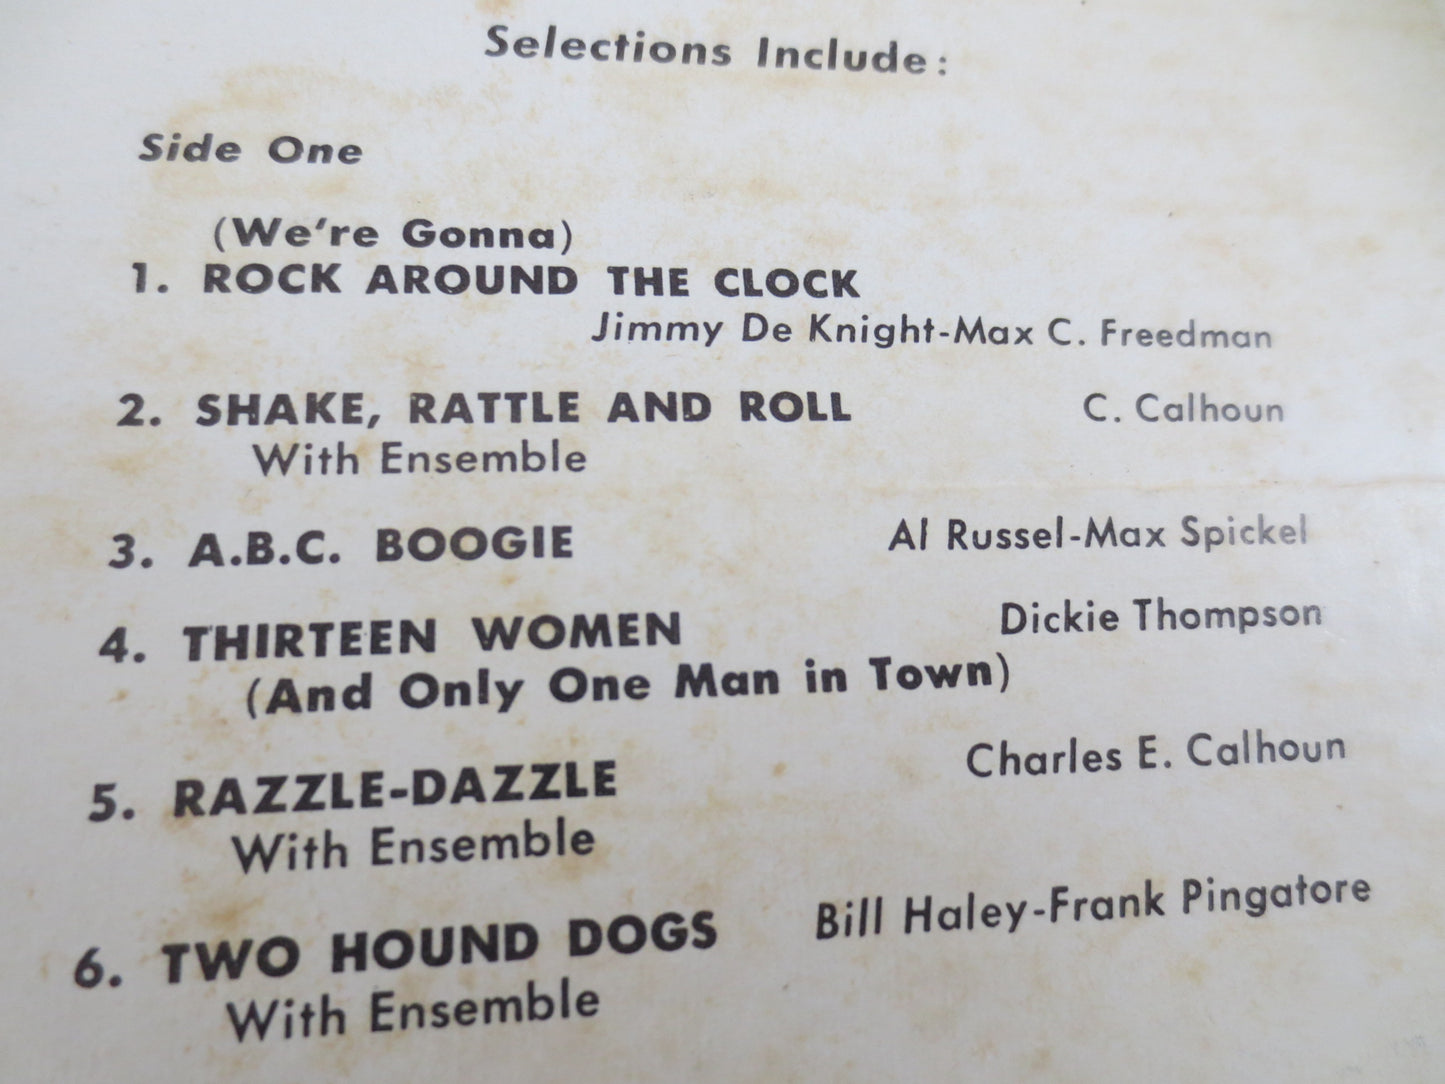 Selections Include:
Side One
(We're Gonna)
1. ROCK AROUND THE CLOCK
Jimmy De Knight-Max C. Freedman
2. SHAKE, RATTLE AND ROLL C. Calhoun
With Ensemble
3. A.B.C. BOOGIE Al Russel-Max Spickel
4. THIRTEEN WOMEN Dickie Thompson
(And Only One Man in Town)
5. RAZZLE-DAZZLE Charles E. Calhoun
With Ensemble
6. TWO HOUND DOGS Bill Haley-Frank Pingatore
With Ensemble